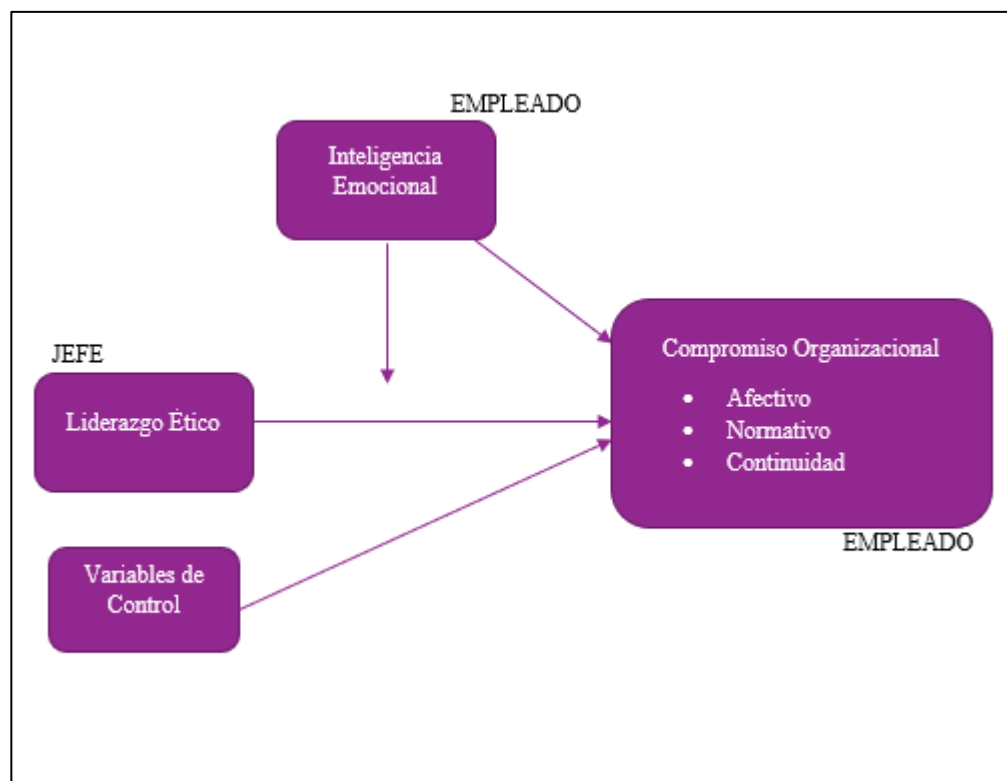 EMPLEADO
Inteligencia
Emocional
JEFE
Liderazgo Ético
Compromiso Organizacional
• Afectivo
• Normativo
• Continuidad
EMPLEADO
Variables de
Control